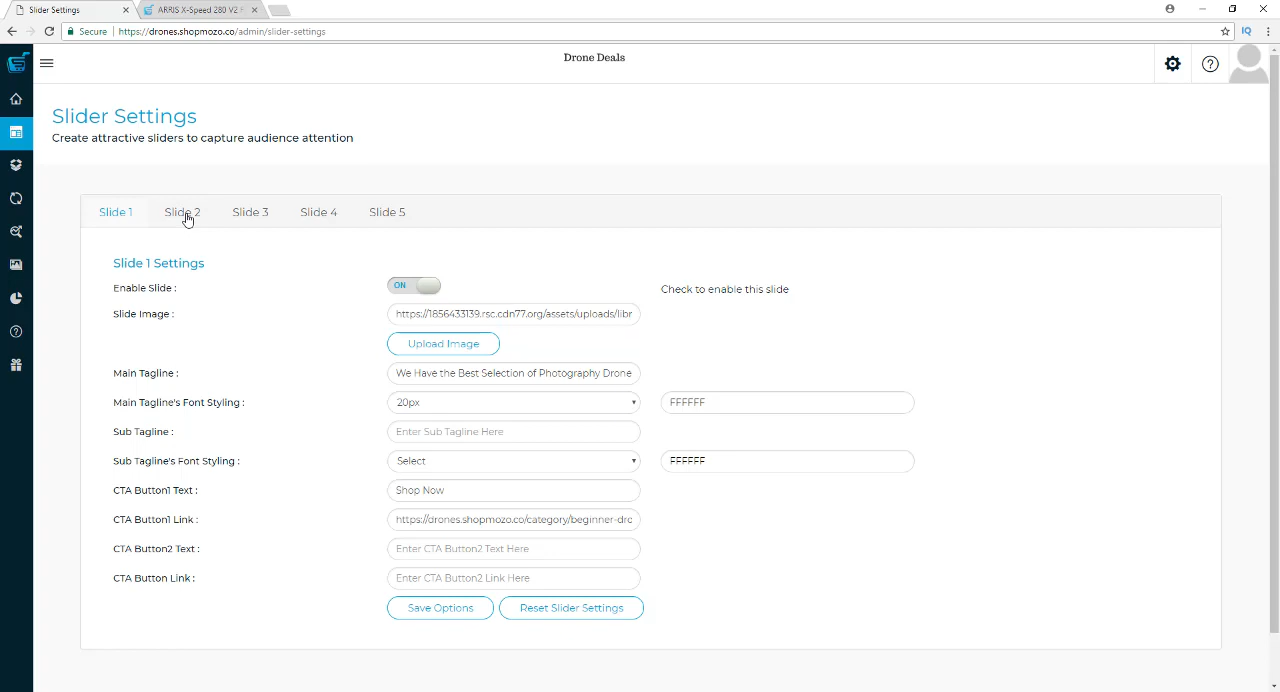 Slider Settings
ARRIS X-Speed 280 V2 F
Secure
https://drones.shopmozo.co/admin/slider-settings
IQ
Drone Deals
Slider Settings
Create attractive sliders to capture audience attention
Slide 1
Slide 2
Slide 3
Slide 4
Slide 5
Slide 1 Settings
Enable Slide :
ON
Check to enable this slide
Slide Image :
https://1856433139.rsc.cdn77.org/assets/uploads/libr
Upload Image
Main Tagline :
We Have the Best Selection of Photography Drone
Main Tagline's Font Styling :
20px
FFFFFF
Sub Tagline :
Enter Sub Tagline Here
Sub Tagline's Font Styling :
Select
FFFFFF
CTA Button1 Text :
Shop Now
CTA Button1 Link :
https://drones.shopmozo.co/category/beginner-drc
CTA Button2 Text :
Enter CTA Button2 Text Here
CTA Button Link :
Enter CTA Button2 Link Here
Save Options
Reset Slider Settings